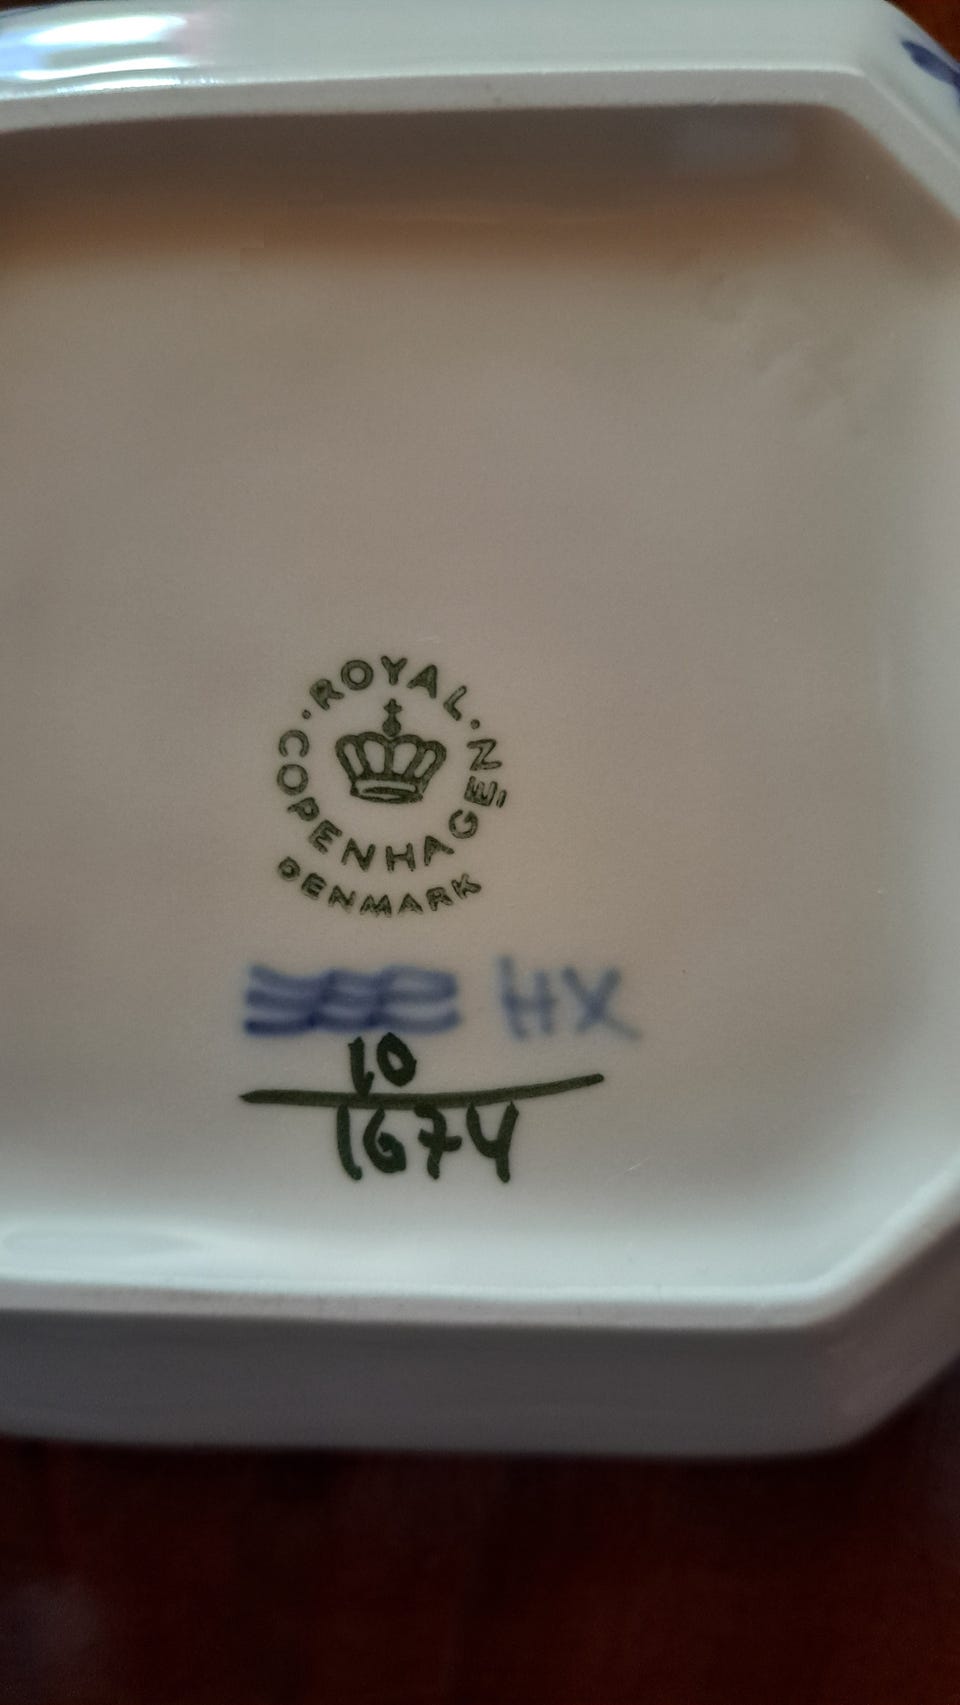 ROYAL
COPENHAGEN
DENMARK
HX
10
1674